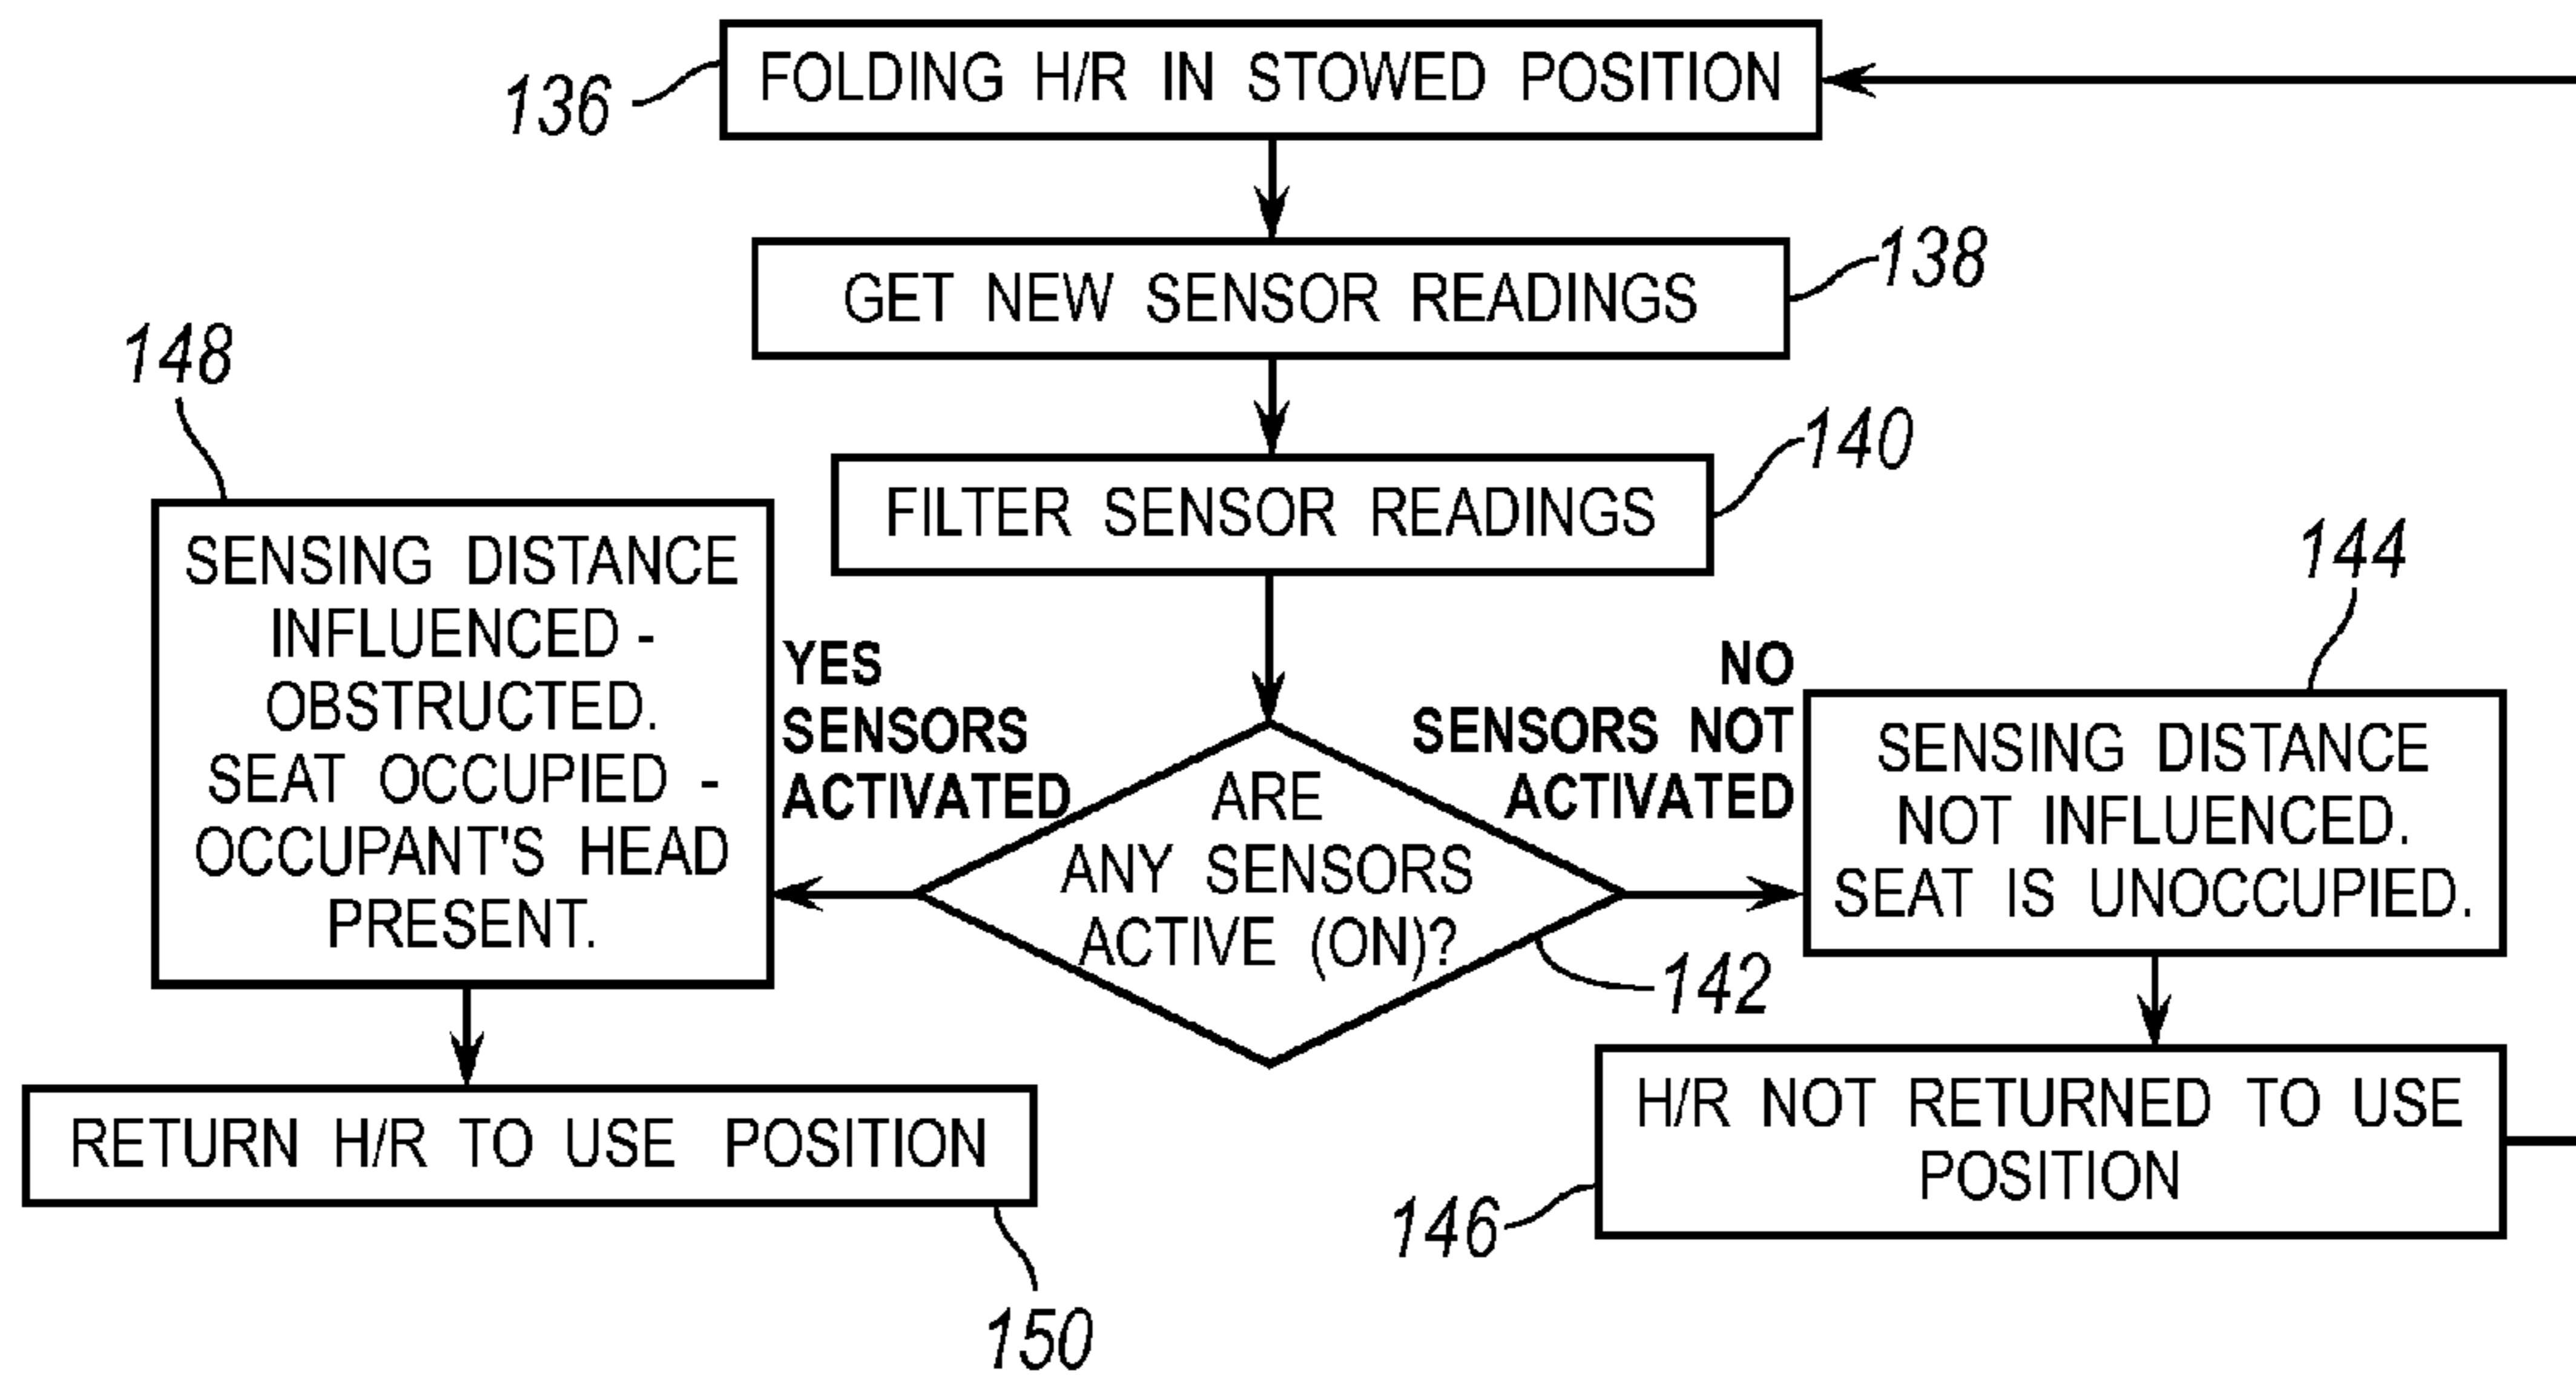 FOLDING H/R IN STOWED POSITION
136
GET NEW SENSOR READINGS
138
148
FILTER SENSOR READINGS
140
SENSING DISTANCE
INFLUENCED -
OBSTRUCTED.
SEAT OCCUPIED -
OCCUPANT'S HEAD
PRESENT.
YES
SENSORS
ACTIVATED
ARE
ANY SENSORS
ACTIVE (ON)?
142
NO
SENSORS NOT
ACTIVATED
144
SENSING DISTANCE
NOT INFLUENCED.
SEAT IS UNOCCUPIED.
RETURN H/R TO USE POSITION
150
H/R NOT RETURNED TO USE
POSITION
146